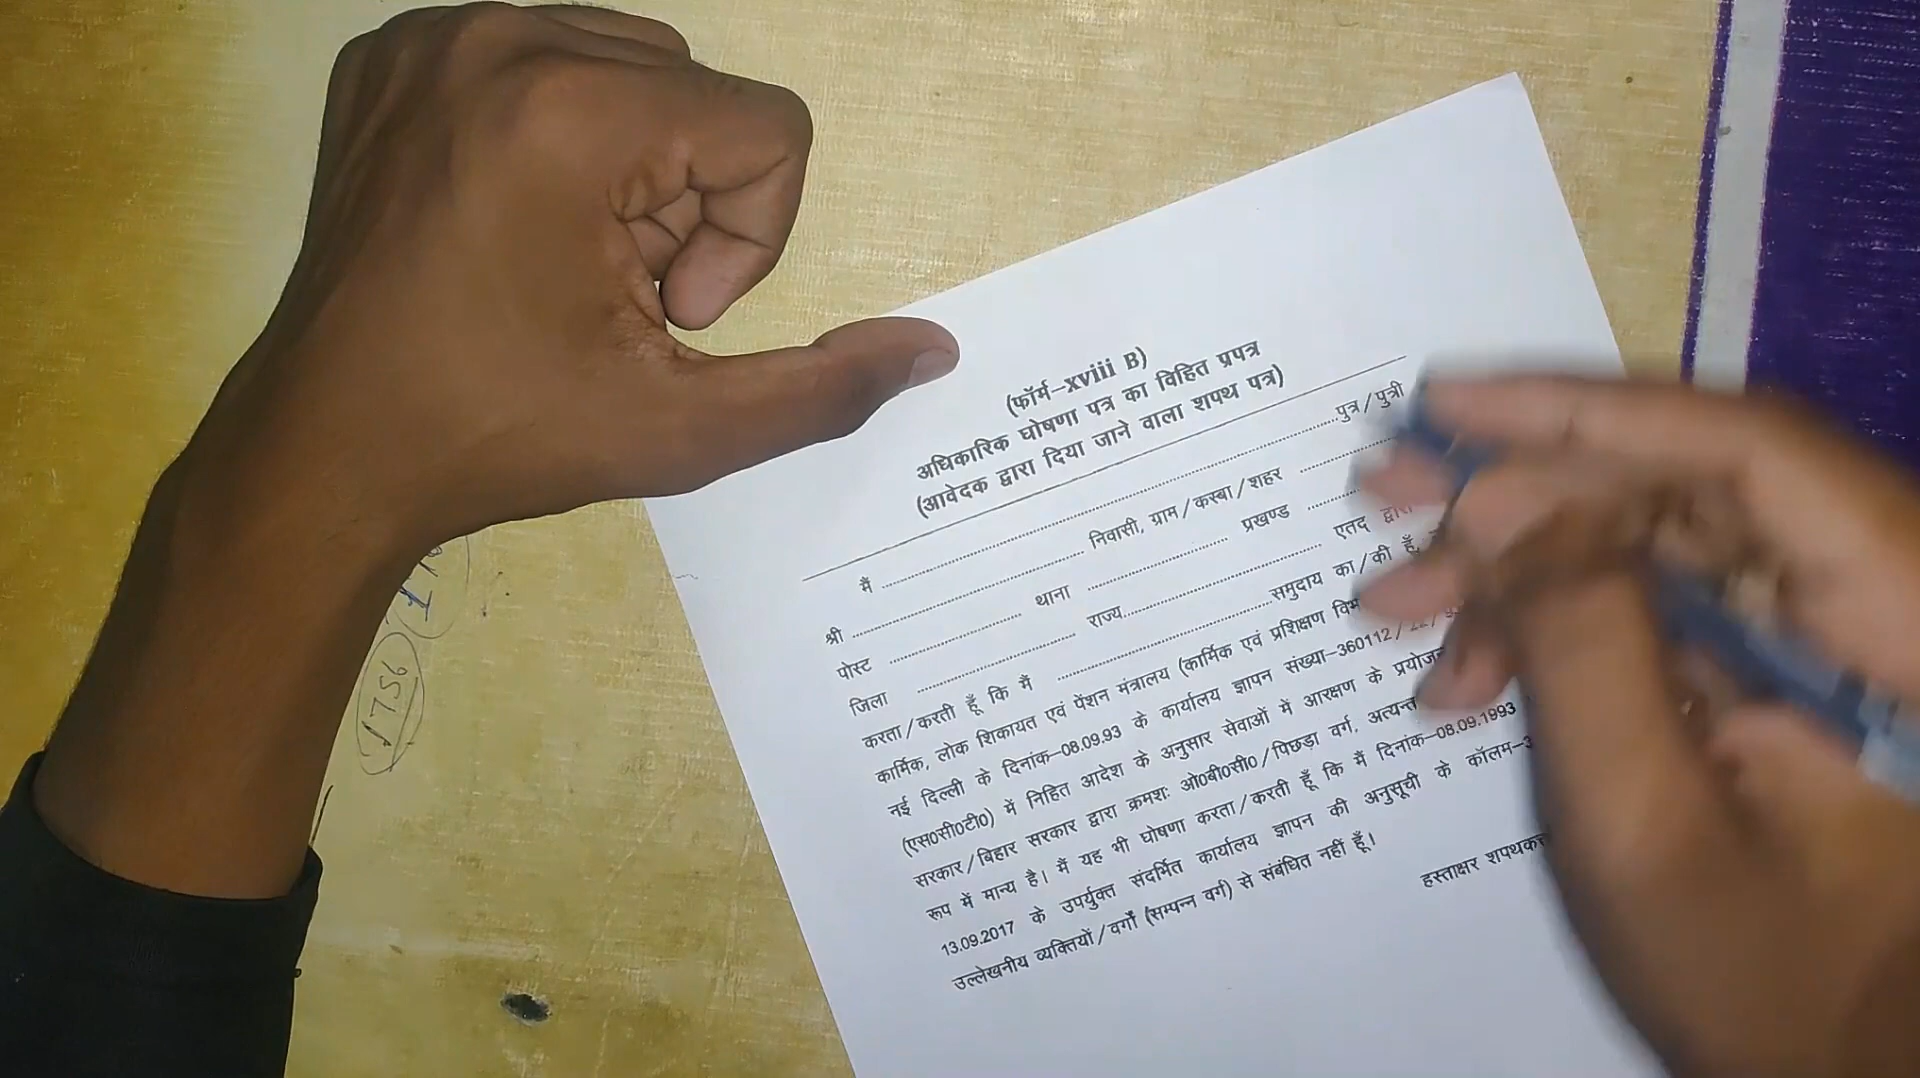 (फॉर्म–xviii B)
अधिकारिक घोषणा पत्र का विहित प्रपत्र
(आवेदक द्वारा दिया जाने वाला शपथ पत्र)
मैं ........................................ पुत्र/पुत्री
श्री ........................................ निवासी, ग्राम/कस्बा/शहर ....................
पोस्ट .................... थाना .................... प्रखण्ड ....................
जिला .................... राज्य.................... एतद द्वारा
करता/करती हूँ कि मैं ........................................समुदाय का/की हूँ,
कार्मिक, लोक शिकायत एवं पेंशन मंत्रालय (कार्मिक एवं प्रशिक्षण
नई दिल्ली के दिनांक–08.09.93 के कार्यालय ज्ञापन संख्या–360112/
(एस0सी0टी0) में निहित आदेश के अनुसार सेवाओं में आरक्षण के
सरकार/बिहार सरकार द्वारा क्रमशः ओ0बी0सी0/पिछड़ा वर्ग, अत्यन्त
रूप में मान्य है। मैं यह भी घोषणा करता/करती हूँ कि मैं दिनांक–08.09.1993
13.09.2017 के उपर्युक्त संदर्भित कार्यालय ज्ञापन की अनुसूची के कॉलम–3
उल्लेखनीय व्यक्तियों/वर्गों (सम्पन्न वर्ग) से संबंधित नहीं हूँ।
हस्ताक्षर